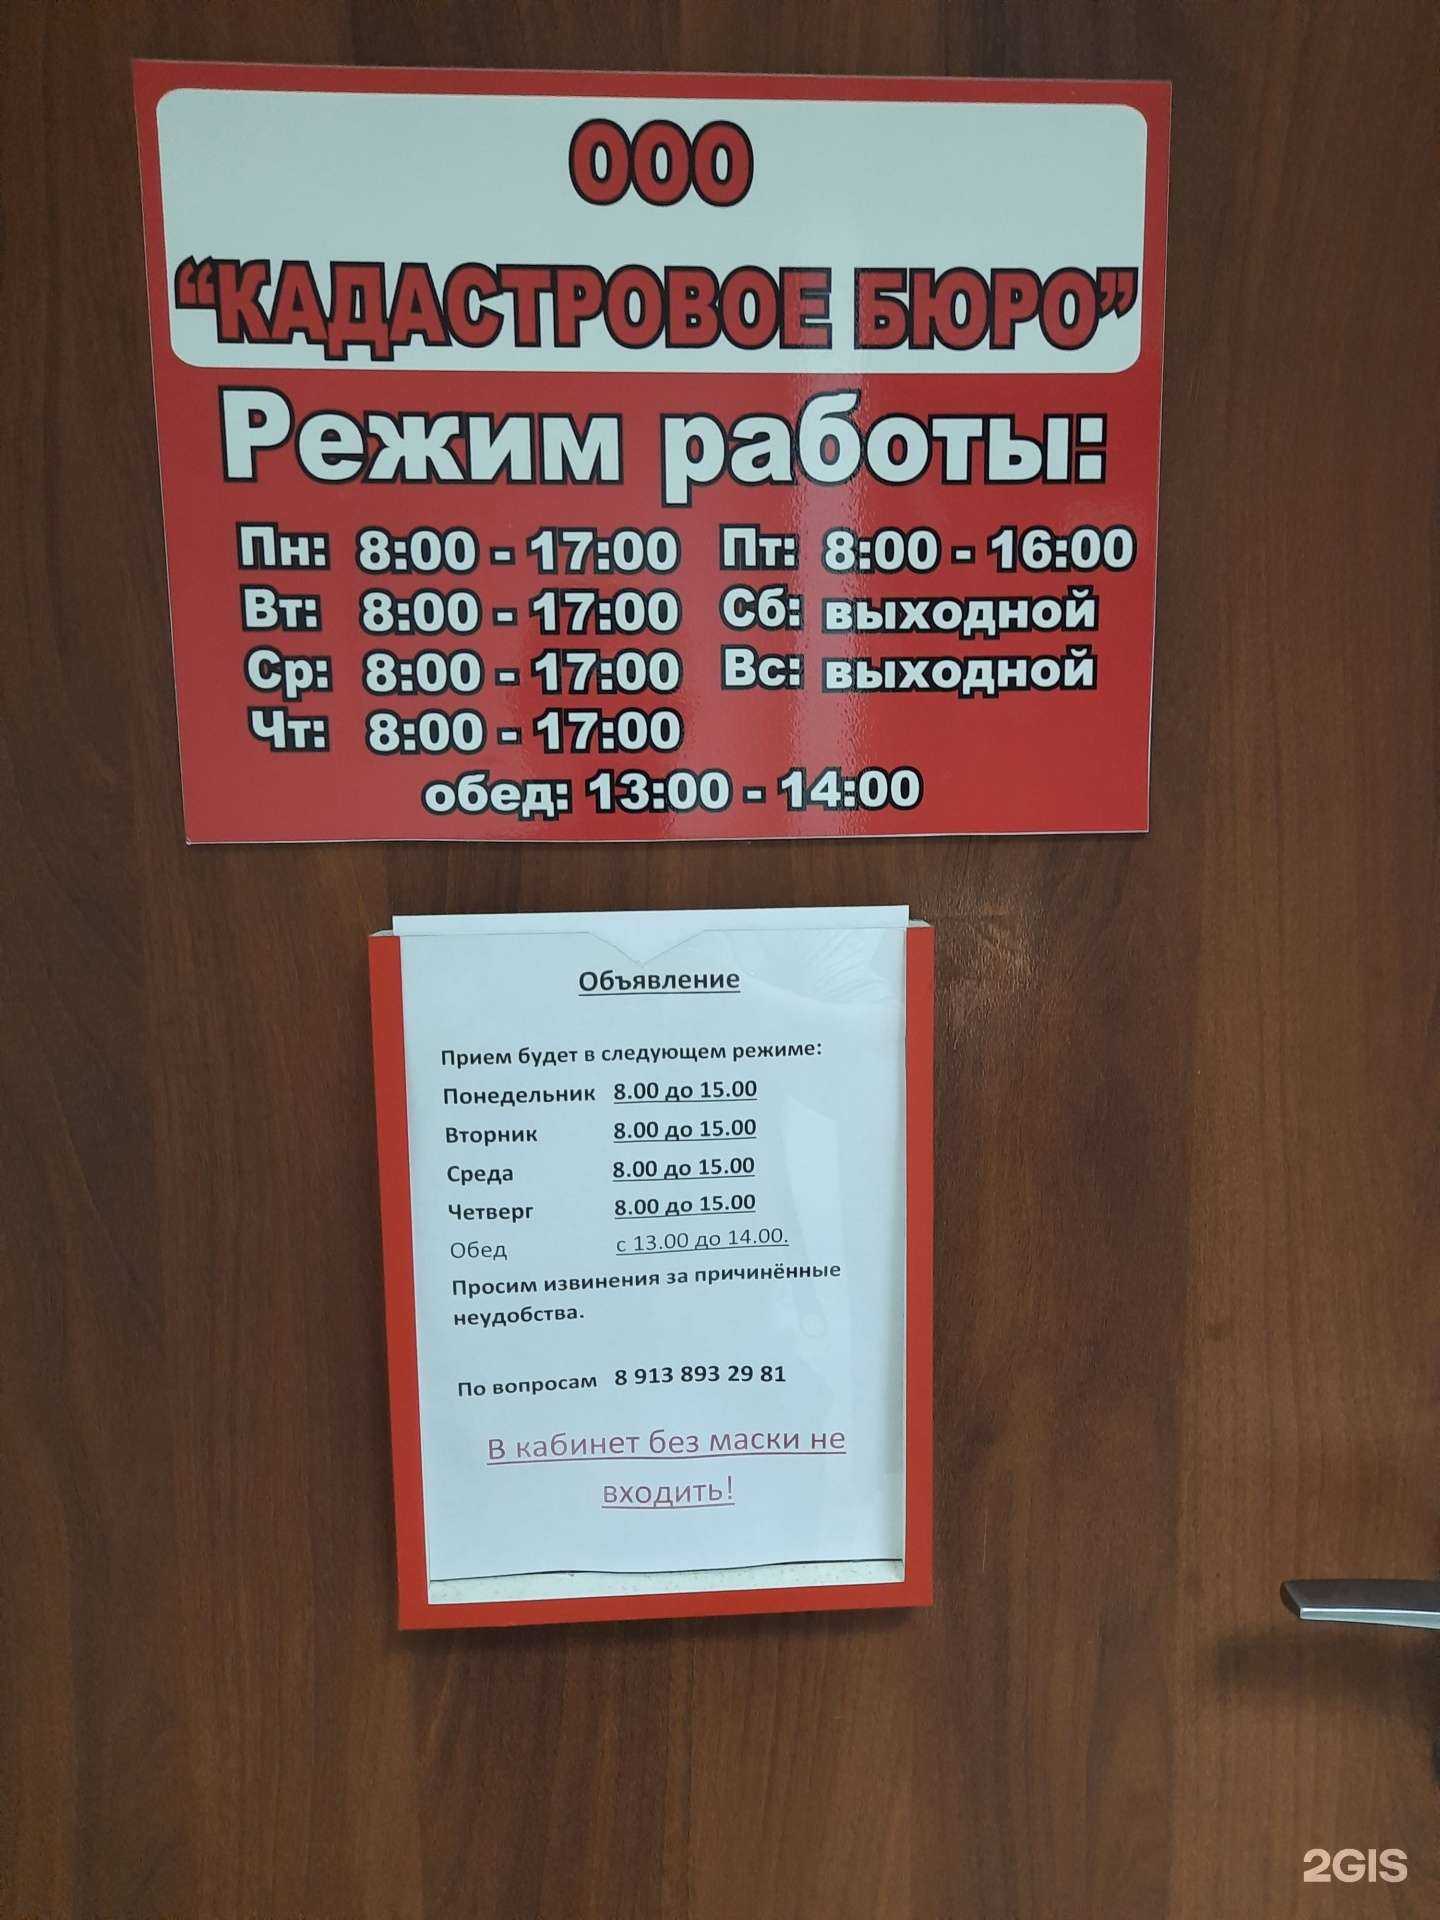 ООО
“КАДАСТРОВОЕ БЮРО”
Режим работы:
Пн: 8:00 - 17:00 Пт: 8:00 - 16:00
Вт: 8:00 - 17:00 Сб: выходной
Ср: 8:00 - 17:00 Вс: выходной
Чт: 8:00 - 17:00
обед: 13:00 - 14:00
Объявление
Прием будет в следующем режиме:
Понедельник 8.00 до 15.00
Вторник 8.00 до 15.00
Среда 8.00 до 15.00
Четверг 8.00 до 15.00
Обед с 13.00 до 14.00.
Просим извинения за причинённые
неудобства.
По вопросам 8 913 893 29 81
В кабинет без маски не
входить!
2GIS